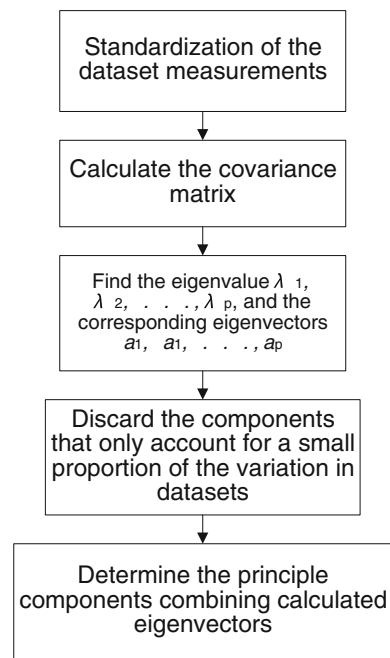 Standardization of the
dataset measurements
Calculate the covariance
matrix
Find the eigenvalue λ 1,
λ 2, . . ., λ p, and the
corresponding eigenvectors
a1, a1, . . ., ap
Discard the components
that only account for a small
proportion of the variation in
datasets
Determine the principle
components combining calculated
eigenvectors